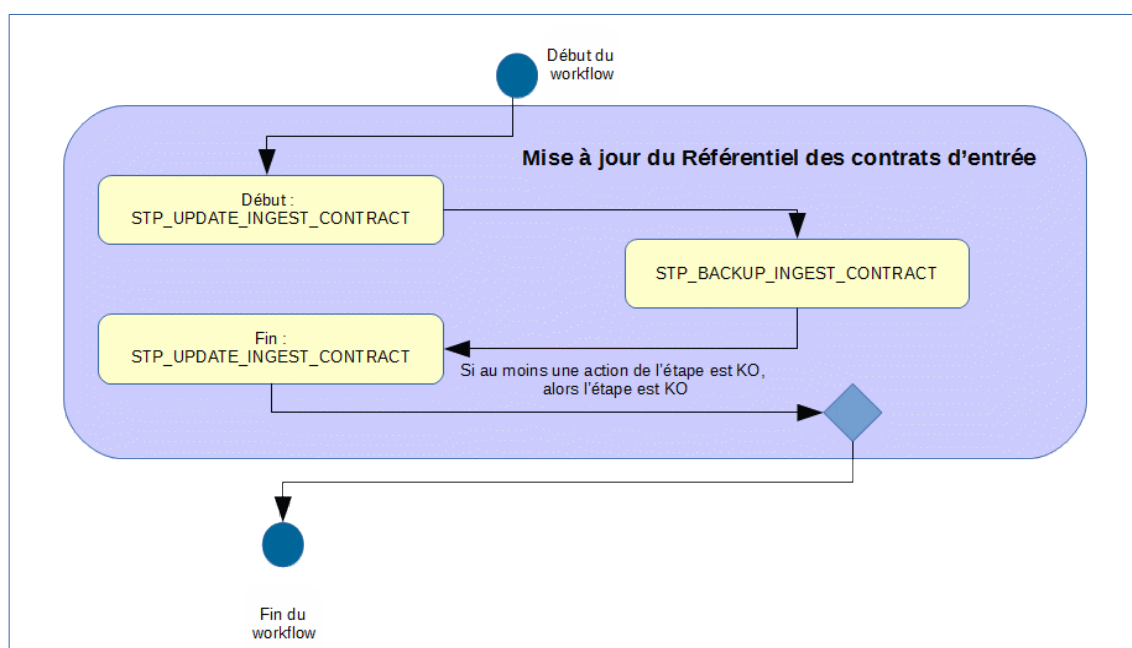 Début du
workflow
Mise à jour du Référentiel des contrats d’entrée
Début :
STP_UPDATE_INGEST_CONTRACT
STP_BACKUP_INGEST_CONTRACT
Fin :
STP_UPDATE_INGEST_CONTRACT
Si au moins une action de l’étape est KO,
alors l’étape est KO
Fin du
workflow